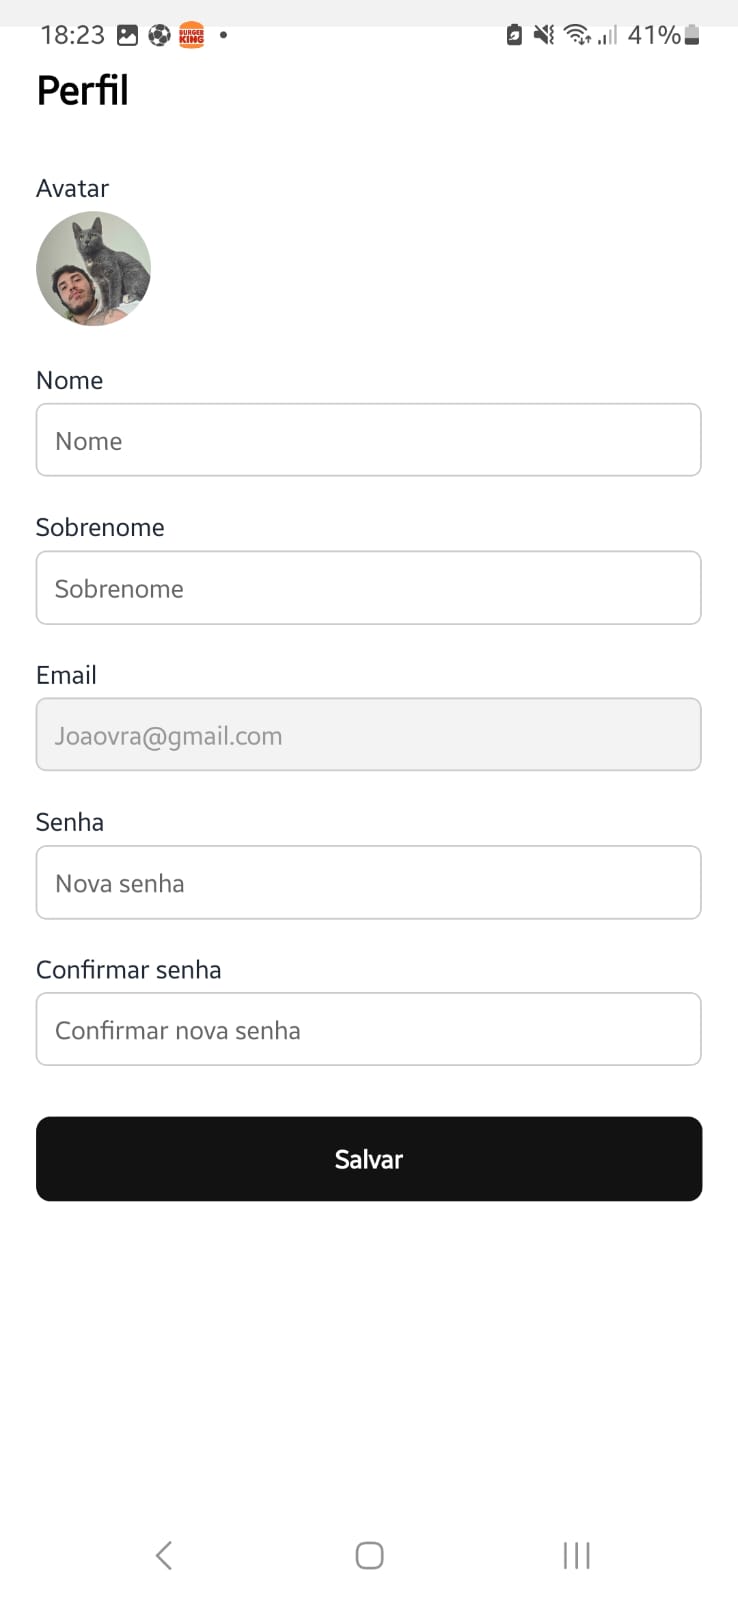 18:23 BURGER KING 41%
Perfil
Avatar
Nome
Nome
Sobrenome
Sobrenome
Email
Joaovra@gmail.com
Senha
Nova senha
Confirmar senha
Confirmar nova senha
Salvar